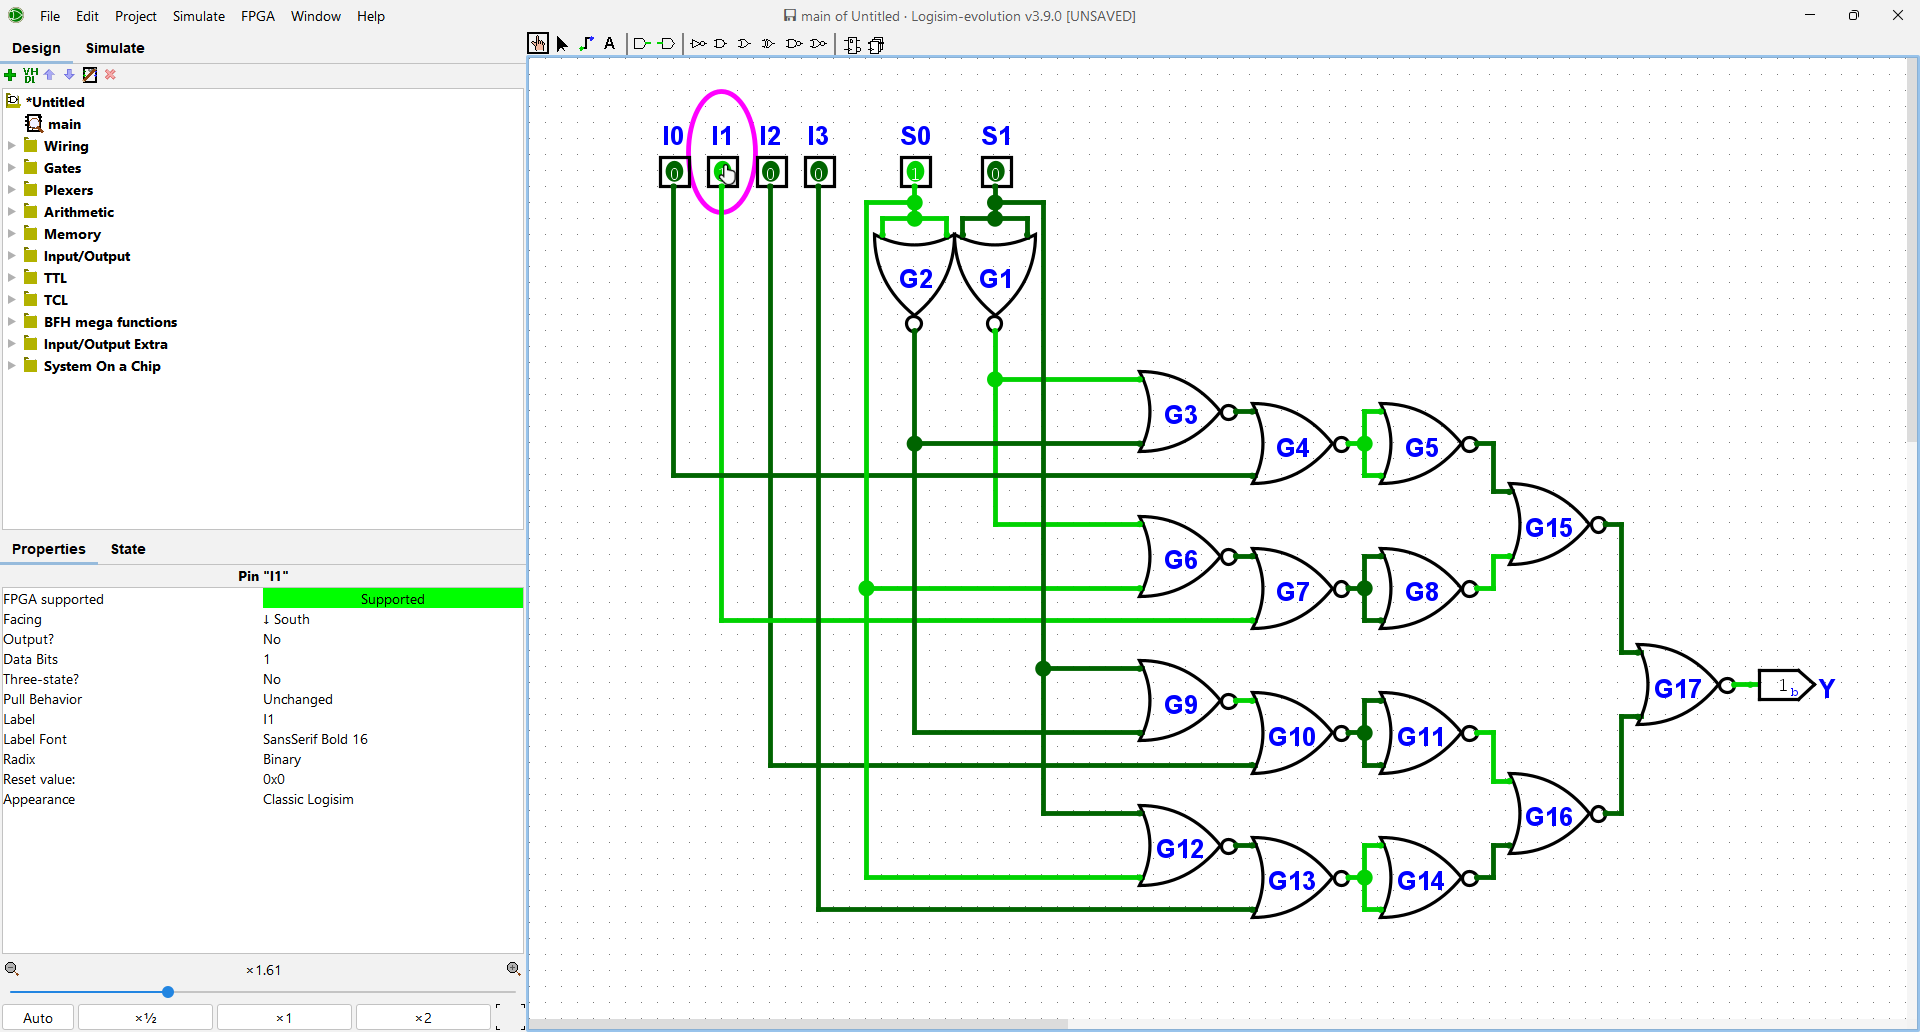 File Edit Project Simulate FPGA Window Help
main of Untitled · Logisim-evolution v3.9.0 [UNSAVED]
Design Simulate
A
VH
DL
*Untitled
main
Wiring
Gates
Plexers
Arithmetic
Memory
Input/Output
TTL
TCL
BFH mega functions
Input/Output Extra
System On a Chip
Properties State
Pin "I1"
FPGA supported Supported
Facing ↓ South
Output? No
Data Bits 1
Three-state? No
Pull Behavior Unchanged
Label I1
Label Font SansSerif Bold 16
Radix Binary
Reset value: 0x0
Appearance Classic Logisim
×1.61
Auto ×½ ×1 ×2
I0 I1 I2 I3 S0 S1
0 0 0 1 0
G2 G1
G3
G4 G5
G15
G6
G7 G8
G17 1b Y
G9
G10 G11
G16
G12
G13 G14